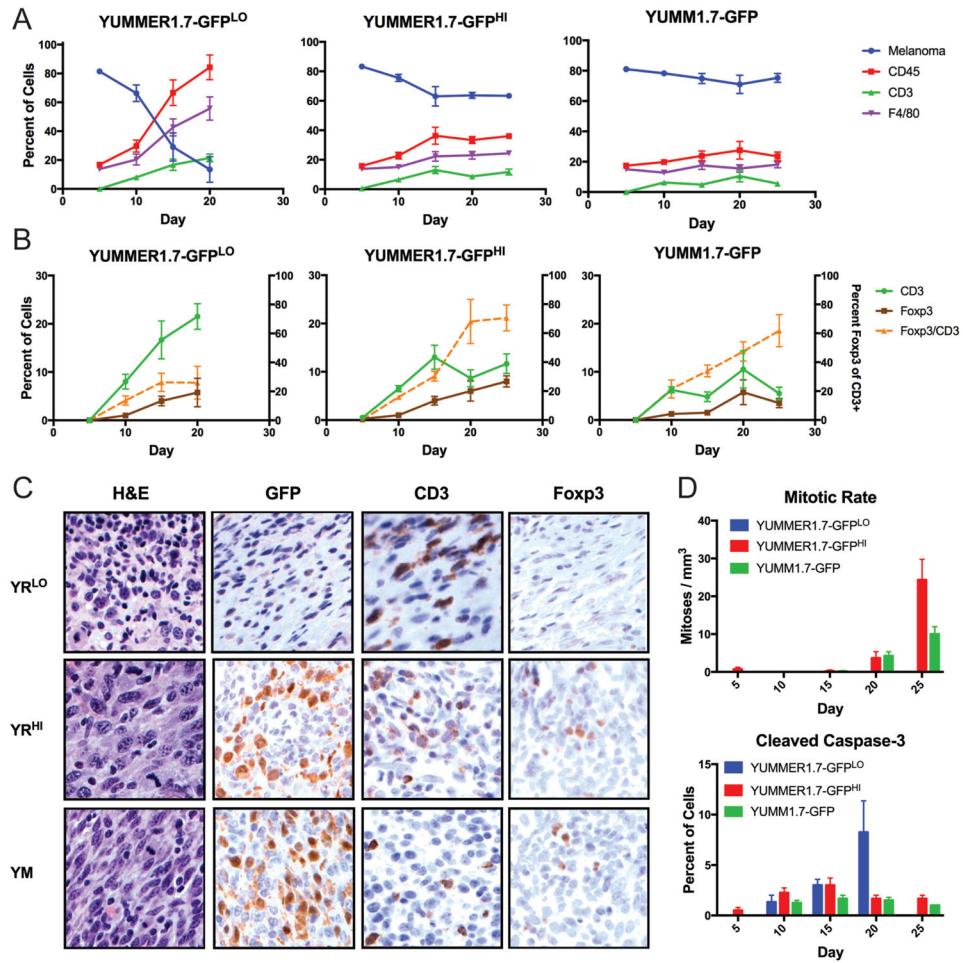 A
YUMMER1.7-GFPLO
YUMMER1.7-GFPHI
YUMM1.7-GFP
Percent of Cells
100
80
60
40
20
0
0 10 20 30
Day
100
80
60
40
20
0
0 10 20 30
Day
100
80
60
40
20
0
0 10 20 30
Day
Melanoma
CD45
CD3
F4/80
B
YUMMER1.7-GFPLO
YUMMER1.7-GFPHI
YUMM1.7-GFP
Percent of Cells
30
20
10
0
100
80
60
40
20
0
0 10 20 30
Day
30
20
10
0
100
80
60
40
20
0
0 10 20 30
Day
30
20
10
0
100
80
60
40
20
0
0 10 20 30
Day
Percent Foxp3 of CD3+
CD3
Foxp3
Foxp3/CD3
C
H&E GFP CD3 Foxp3
YRLO
YRHI
YM
D
Mitotic Rate
YUMMER1.7-GFPLO
YUMMER1.7-GFPHI
YUMM1.7-GFP
Mitoses / mm3
40
30
20
10
0
5 10 15 20 25
Day
Cleaved Caspase-3
YUMMER1.7-GFPLO
YUMMER1.7-GFPHI
YUMM1.7-GFP
Percent of Cells
15
10
5
0
5 10 15 20 25
Day